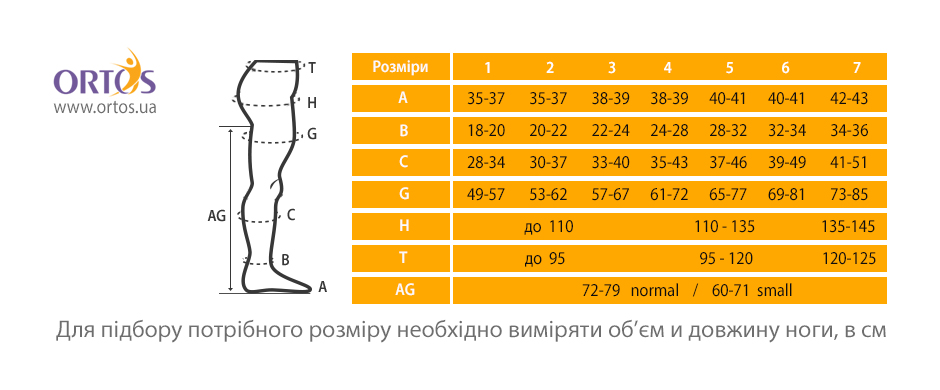 ORTOS
www.ortos.ua
T
H
G
AG
C
B
A
Розміри 1 2 3 4 5 6 7
A 35-37 35-37 38-39 38-39 40-41 40-41 42-43
B 18-20 20-22 22-24 24-28 28-32 32-34 34-36
C 28-34 30-37 33-40 35-43 37-46 39-49 41-51
G 49-57 53-62 57-67 61-72 65-77 69-81 73-85
H до 110 110 - 135 135-145
T до 95 95 - 120 120-125
AG 72-79 normal / 60-71 small
Для підбору потрібного розміру необхідно виміряти об’єм и довжину ноги, в см